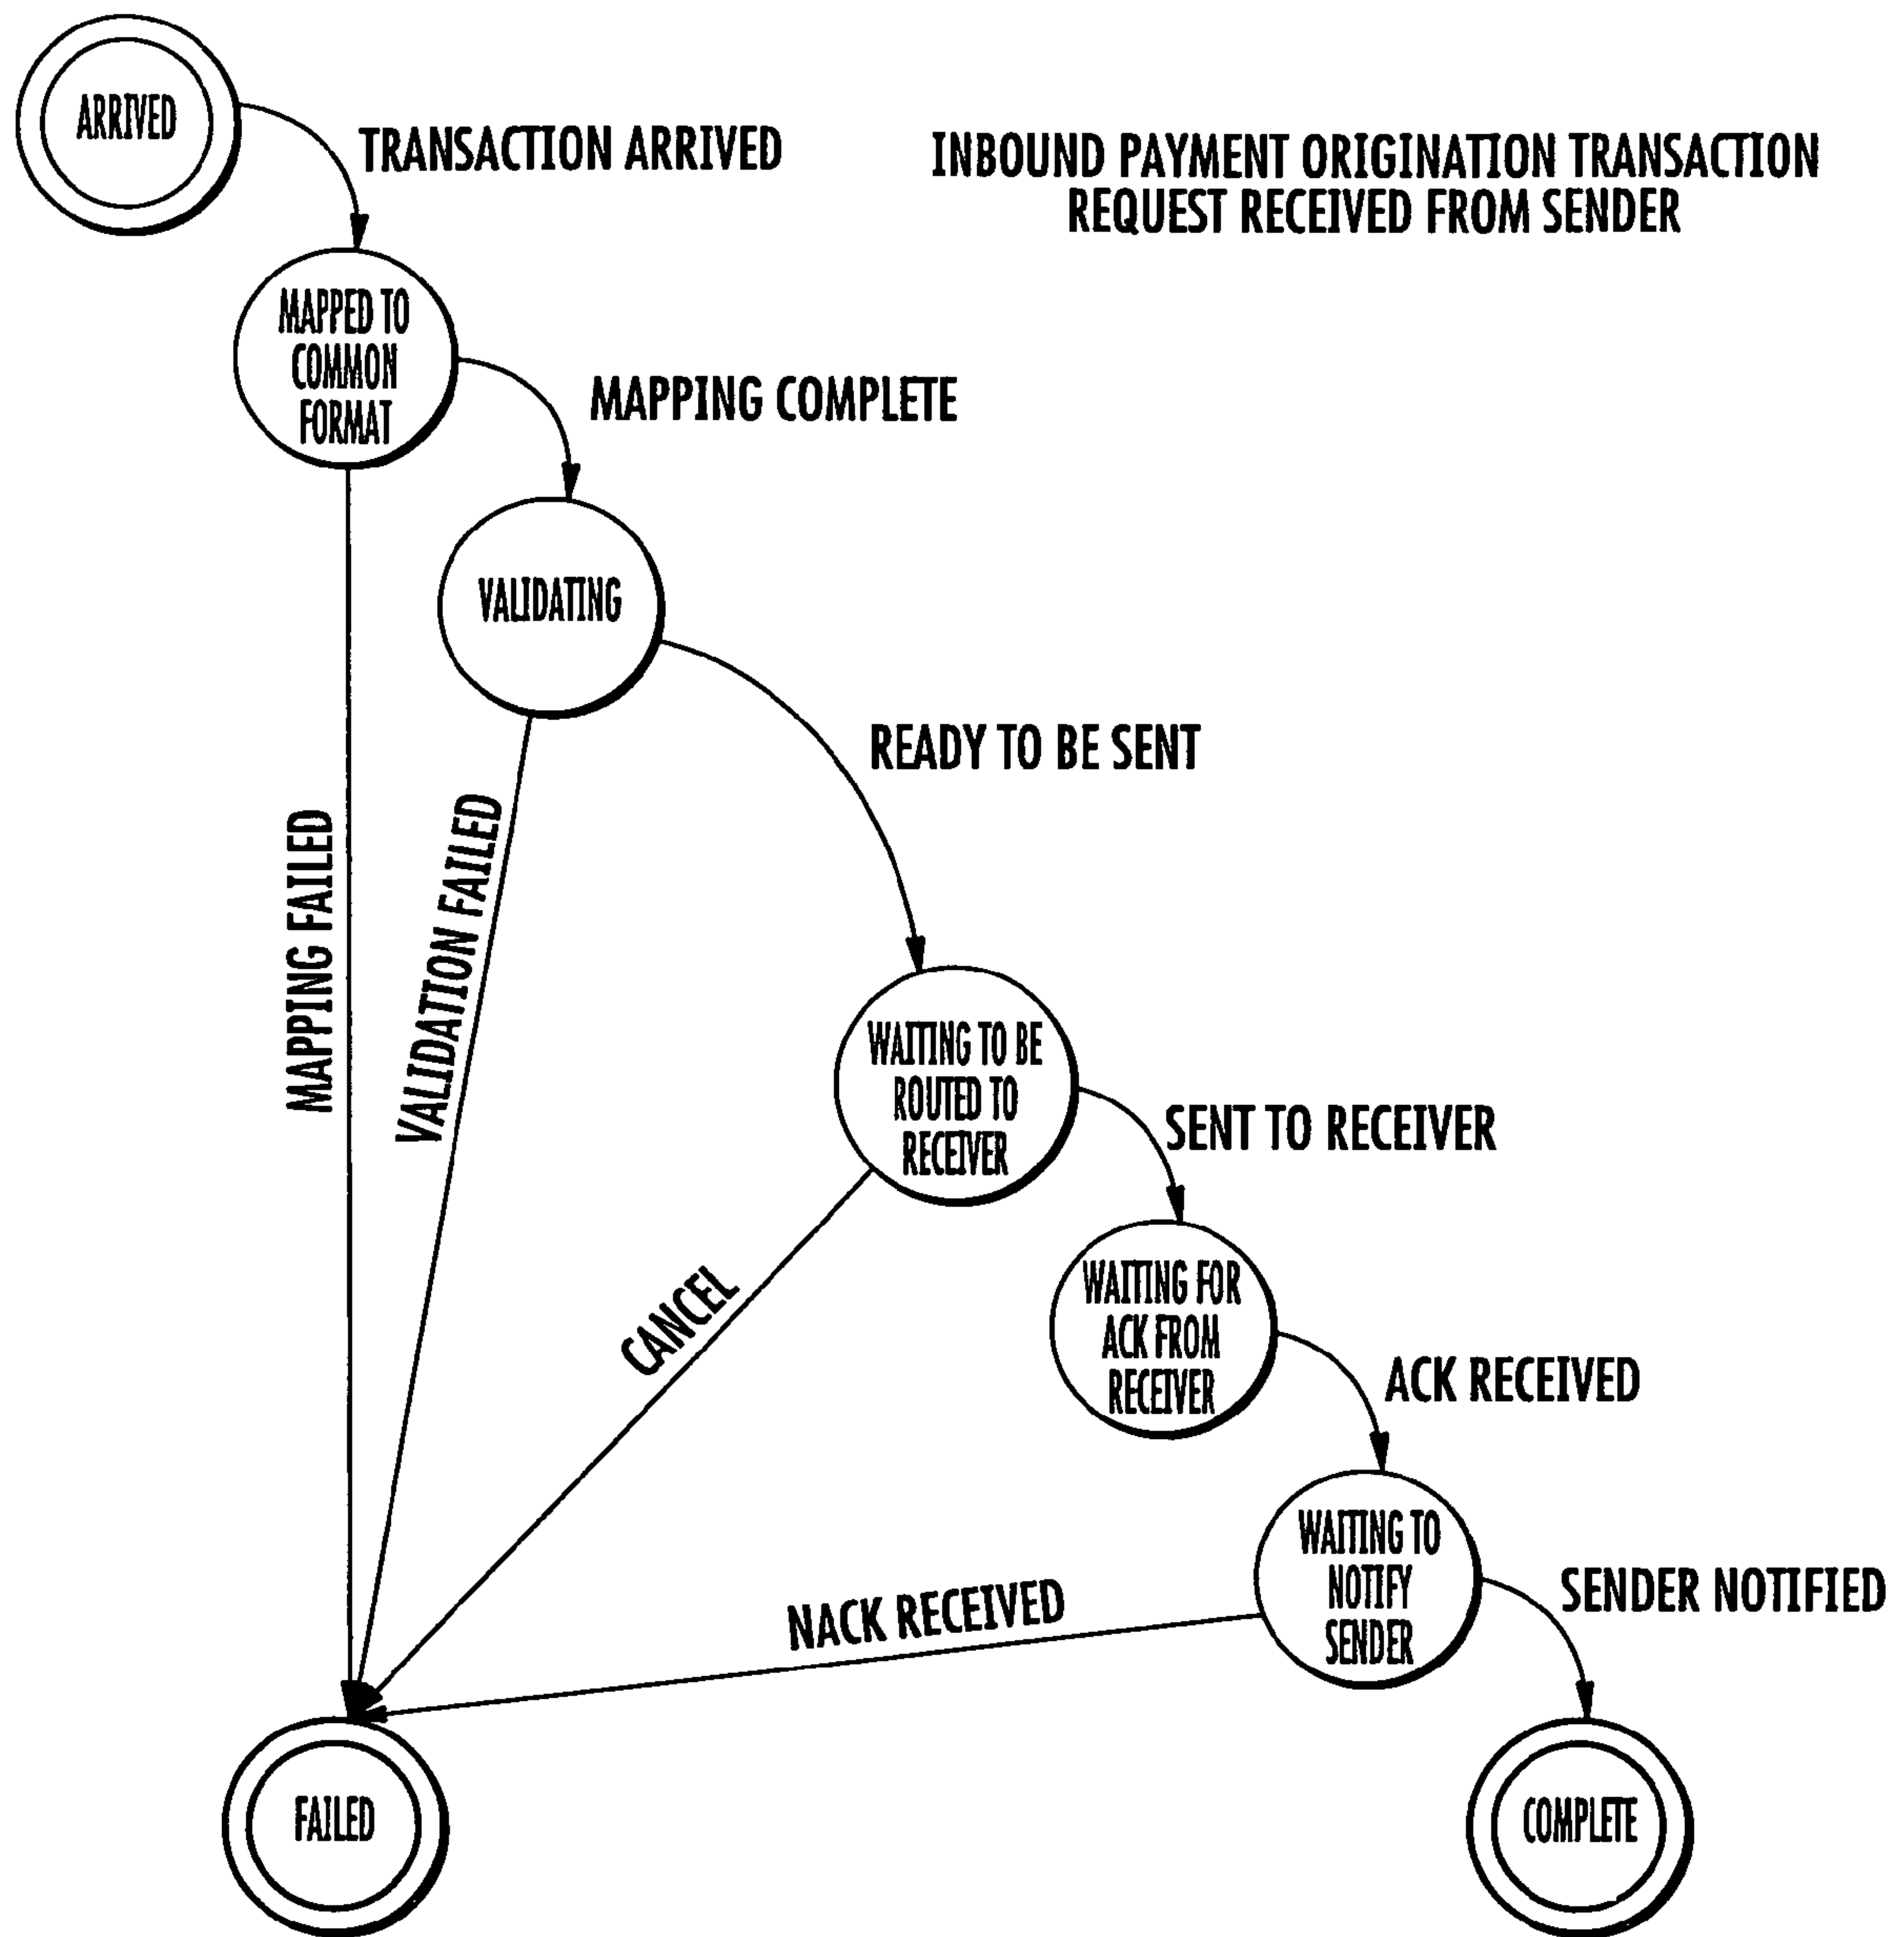 ARRIVED
TRANSACTION ARRIVED
INBOUND PAYMENT ORIGINATION TRANSACTION
REQUEST RECEIVED FROM SENDER
MAPPED TO
COMMON
FORMAT
MAPPING COMPLETE
VALIDATING
READY TO BE SENT
MAPPING FAILED
VALIDATION FAILED
WAITING TO BE
ROUTED TO
RECEIVER
SENT TO RECEIVER
CANCEL
WAITING FOR
ACK FROM
RECEIVER
ACK RECEIVED
WAITING TO
NOTIFY
SENDER
SENDER NOTIFIED
NACK RECEIVED
FAILED
COMPLETE